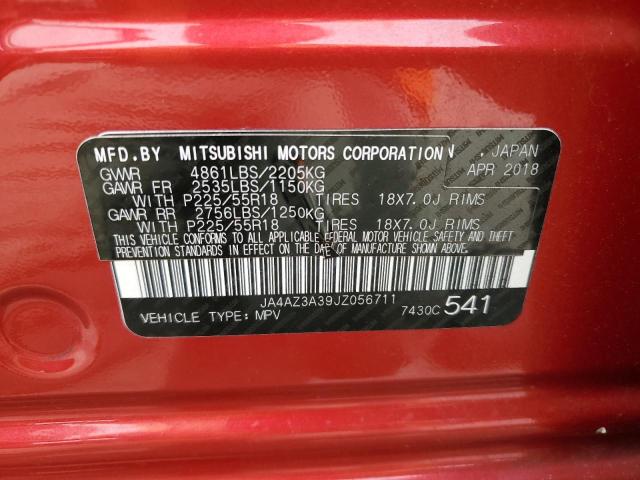 MFD.BY MITSUBISHI MOTORS CORPORATION, JAPAN
GVWR 4861LBS/2205KG APR 2018
GAWR FR 2535LBS/1150KG
WITH P225/55R18 TIRES 18X7.0J RIMS
GAWR RR 2756LBS/1250KG
WITH P225/55R18 TIRES 18X7.0J RIMS
THIS VEHICLE CONFORMS TO ALL APPLICABLE FEDERAL MOTOR VEHICLE SAFETY AND THEFT
PREVENTION STANDARDS IN EFFECT ON THE DATE OF MANUFACTURE SHOWN ABOVE.
JA4AZ3A39JZ056711
VEHICLE TYPE: MPV 7430C 541